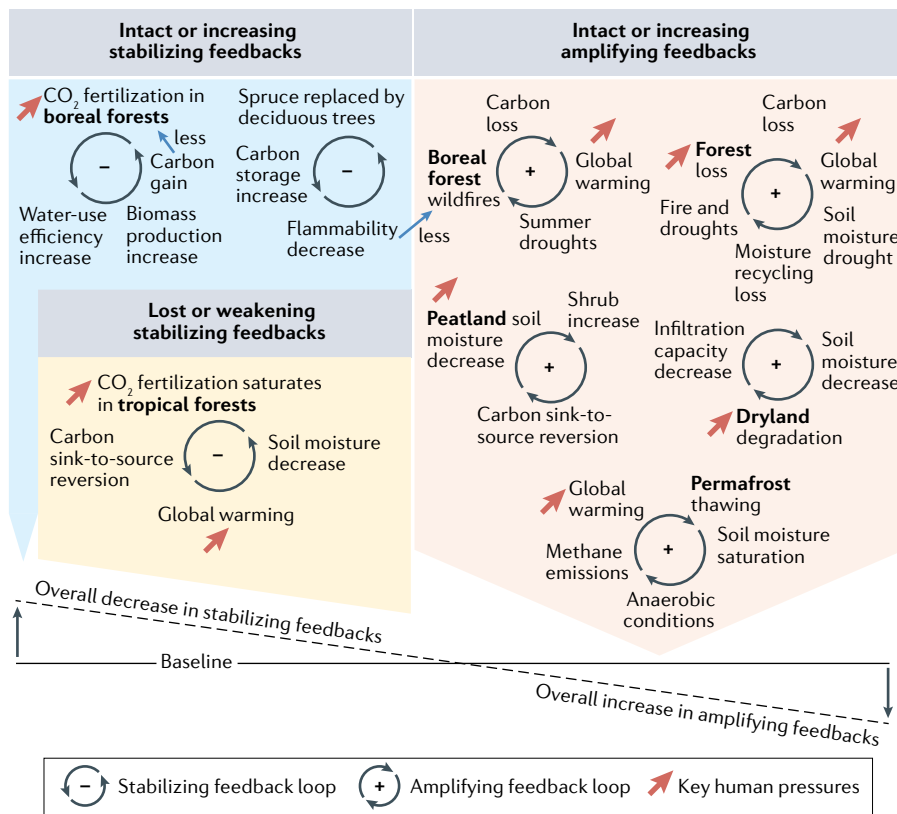 Intact or increasing
stabilizing feedbacks
Intact or increasing
amplifying feedbacks
CO₂ fertilization in
boreal forests
less
Carbon
gain
−
Water-use
efficiency
increase
Biomass
production
increase
Spruce replaced by
deciduous trees
Carbon
storage
increase
−
Flammability
decrease
less
Carbon
loss
Boreal
forest
wildfires
+
Global
warming
Summer
droughts
Carbon
loss
Forest
loss
+
Global
warming
Fire and
droughts
Soil
moisture
drought
Moisture
recycling
loss
Lost or weakening
stabilizing feedbacks
CO₂ fertilization saturates
in tropical forests
Carbon
sink-to-source
reversion
−
Soil moisture
decrease
Global warming
Peatland soil
moisture
decrease
Shrub
increase
+
Carbon sink-to-
source reversion
Infiltration
capacity
decrease
+
Soil
moisture
decrease
Dryland
degradation
Global
warming
Permafrost
thawing
+
Soil moisture
saturation
Methane
emissions
Anaerobic
conditions
Overall decrease in stabilizing feedbacks
Baseline
Overall increase in amplifying feedbacks
− Stabilizing feedback loop
+ Amplifying feedback loop
Key human pressures